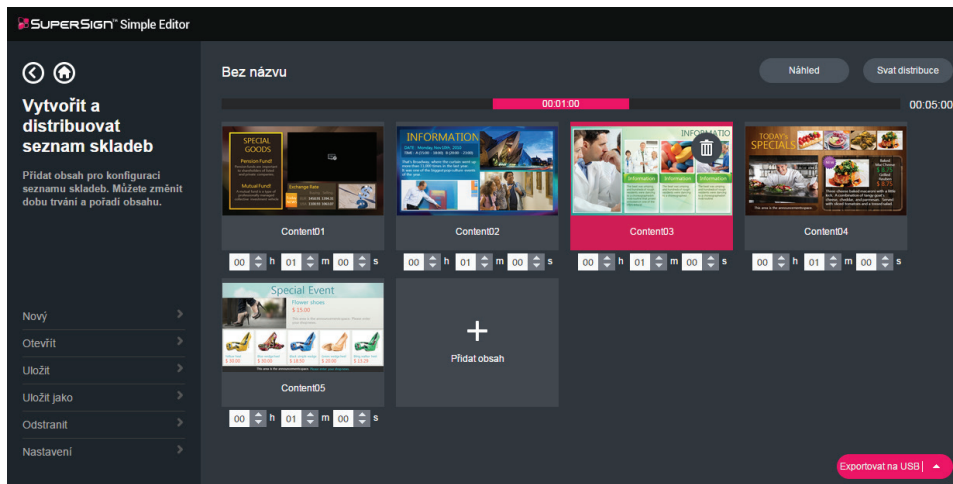 SUPERSIGN™ Simple Editor
Bez názvu
Náhled
Svat distribuce
Vytvořit a
distribuovat
seznam skladeb
Přidat obsah pro konfiguraci
seznamu skladeb. Můžete změnit
dobu trvání a pořadí obsahu.
00:01:00
00:05:00
SPECIAL
GOODS
Pension Fund!
Mutual Fund!
Exchange Rate
INFORMATION
INFORMATIO
Information
Information
Information
TODAY's
SPECIALS
Content01
Content02
Content03
Content04
00 h 01 m 00 s
00 h 01 m 00 s
00 h 01 m 00 s
00 h 01 m 00 s
Special Event
Flower shoes
$ 15.00
Přidat obsah
Content05
00 h 01 m 00 s
Nový
Otevřít
Uložit
Uložit jako
Odstranit
Nastavení
Exportovat na USB